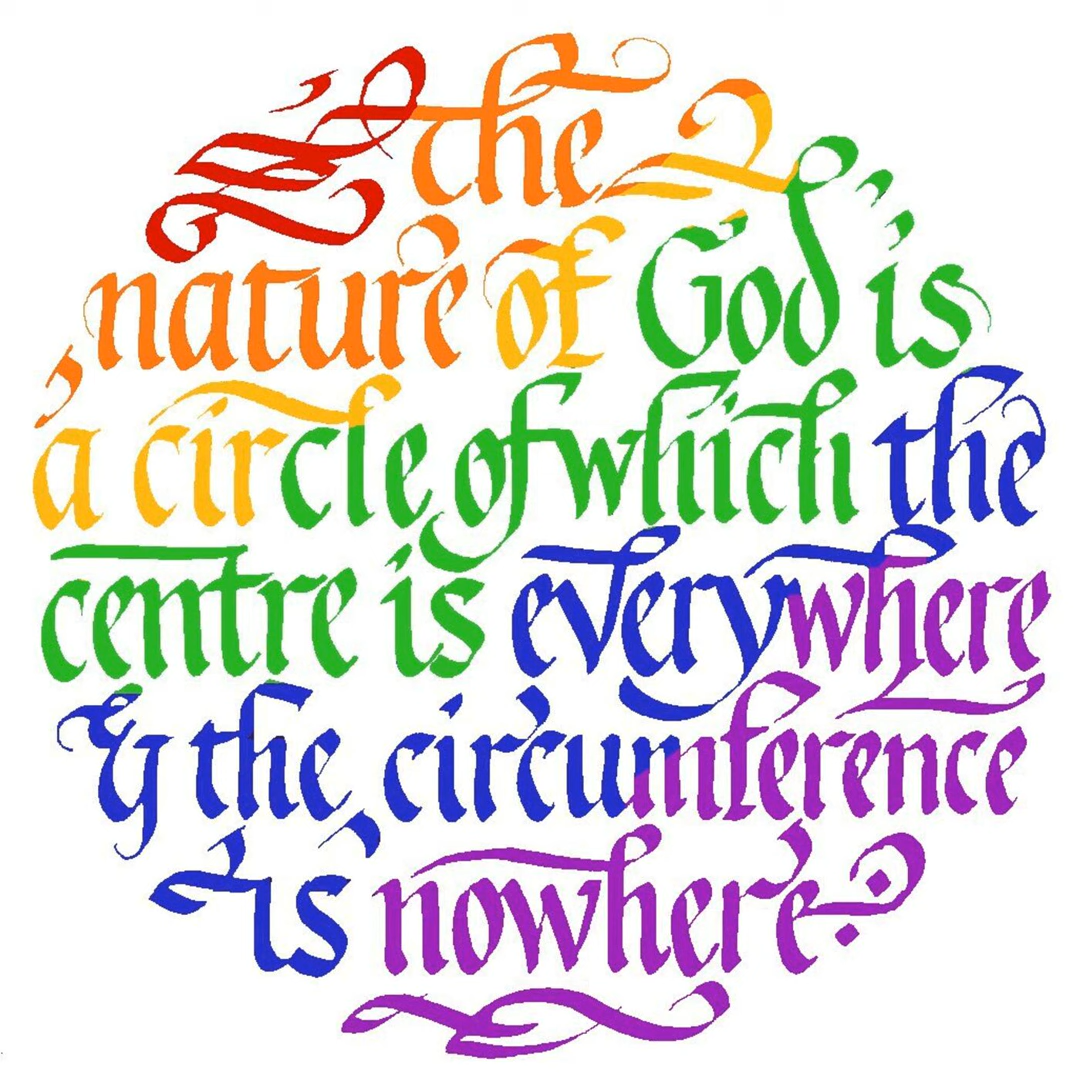 the
nature of God is
a circle of which the
centre is everywhere
& the circumference
is nowhere